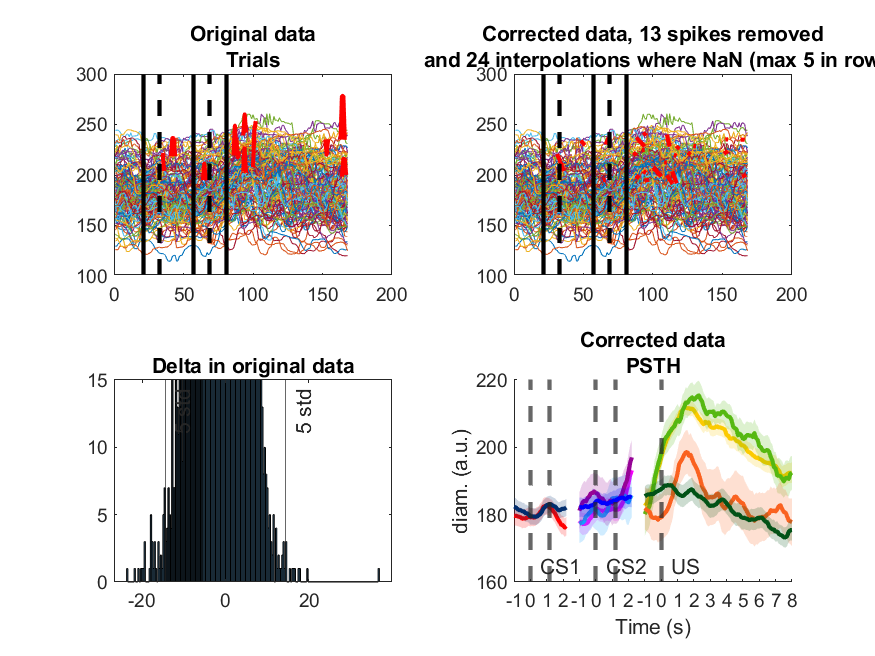 Original data
Trials
300
250
200
150
100
0 50 100 150 200
Corrected data, 13 spikes removed
and 24 interpolations where NaN (max 5 in row
300
250
200
150
100
0 50 100 150 200
Delta in original data
15
10
5
0
5 std
5 std
-20 0 20
Corrected data
PSTH
220
200
180
160
diam. (a.u.)
CS1 CS2 US
-1 0 1 2 -1 0 1 2 -1 0 1 2 3 4 5 6 7 8
Time (s)